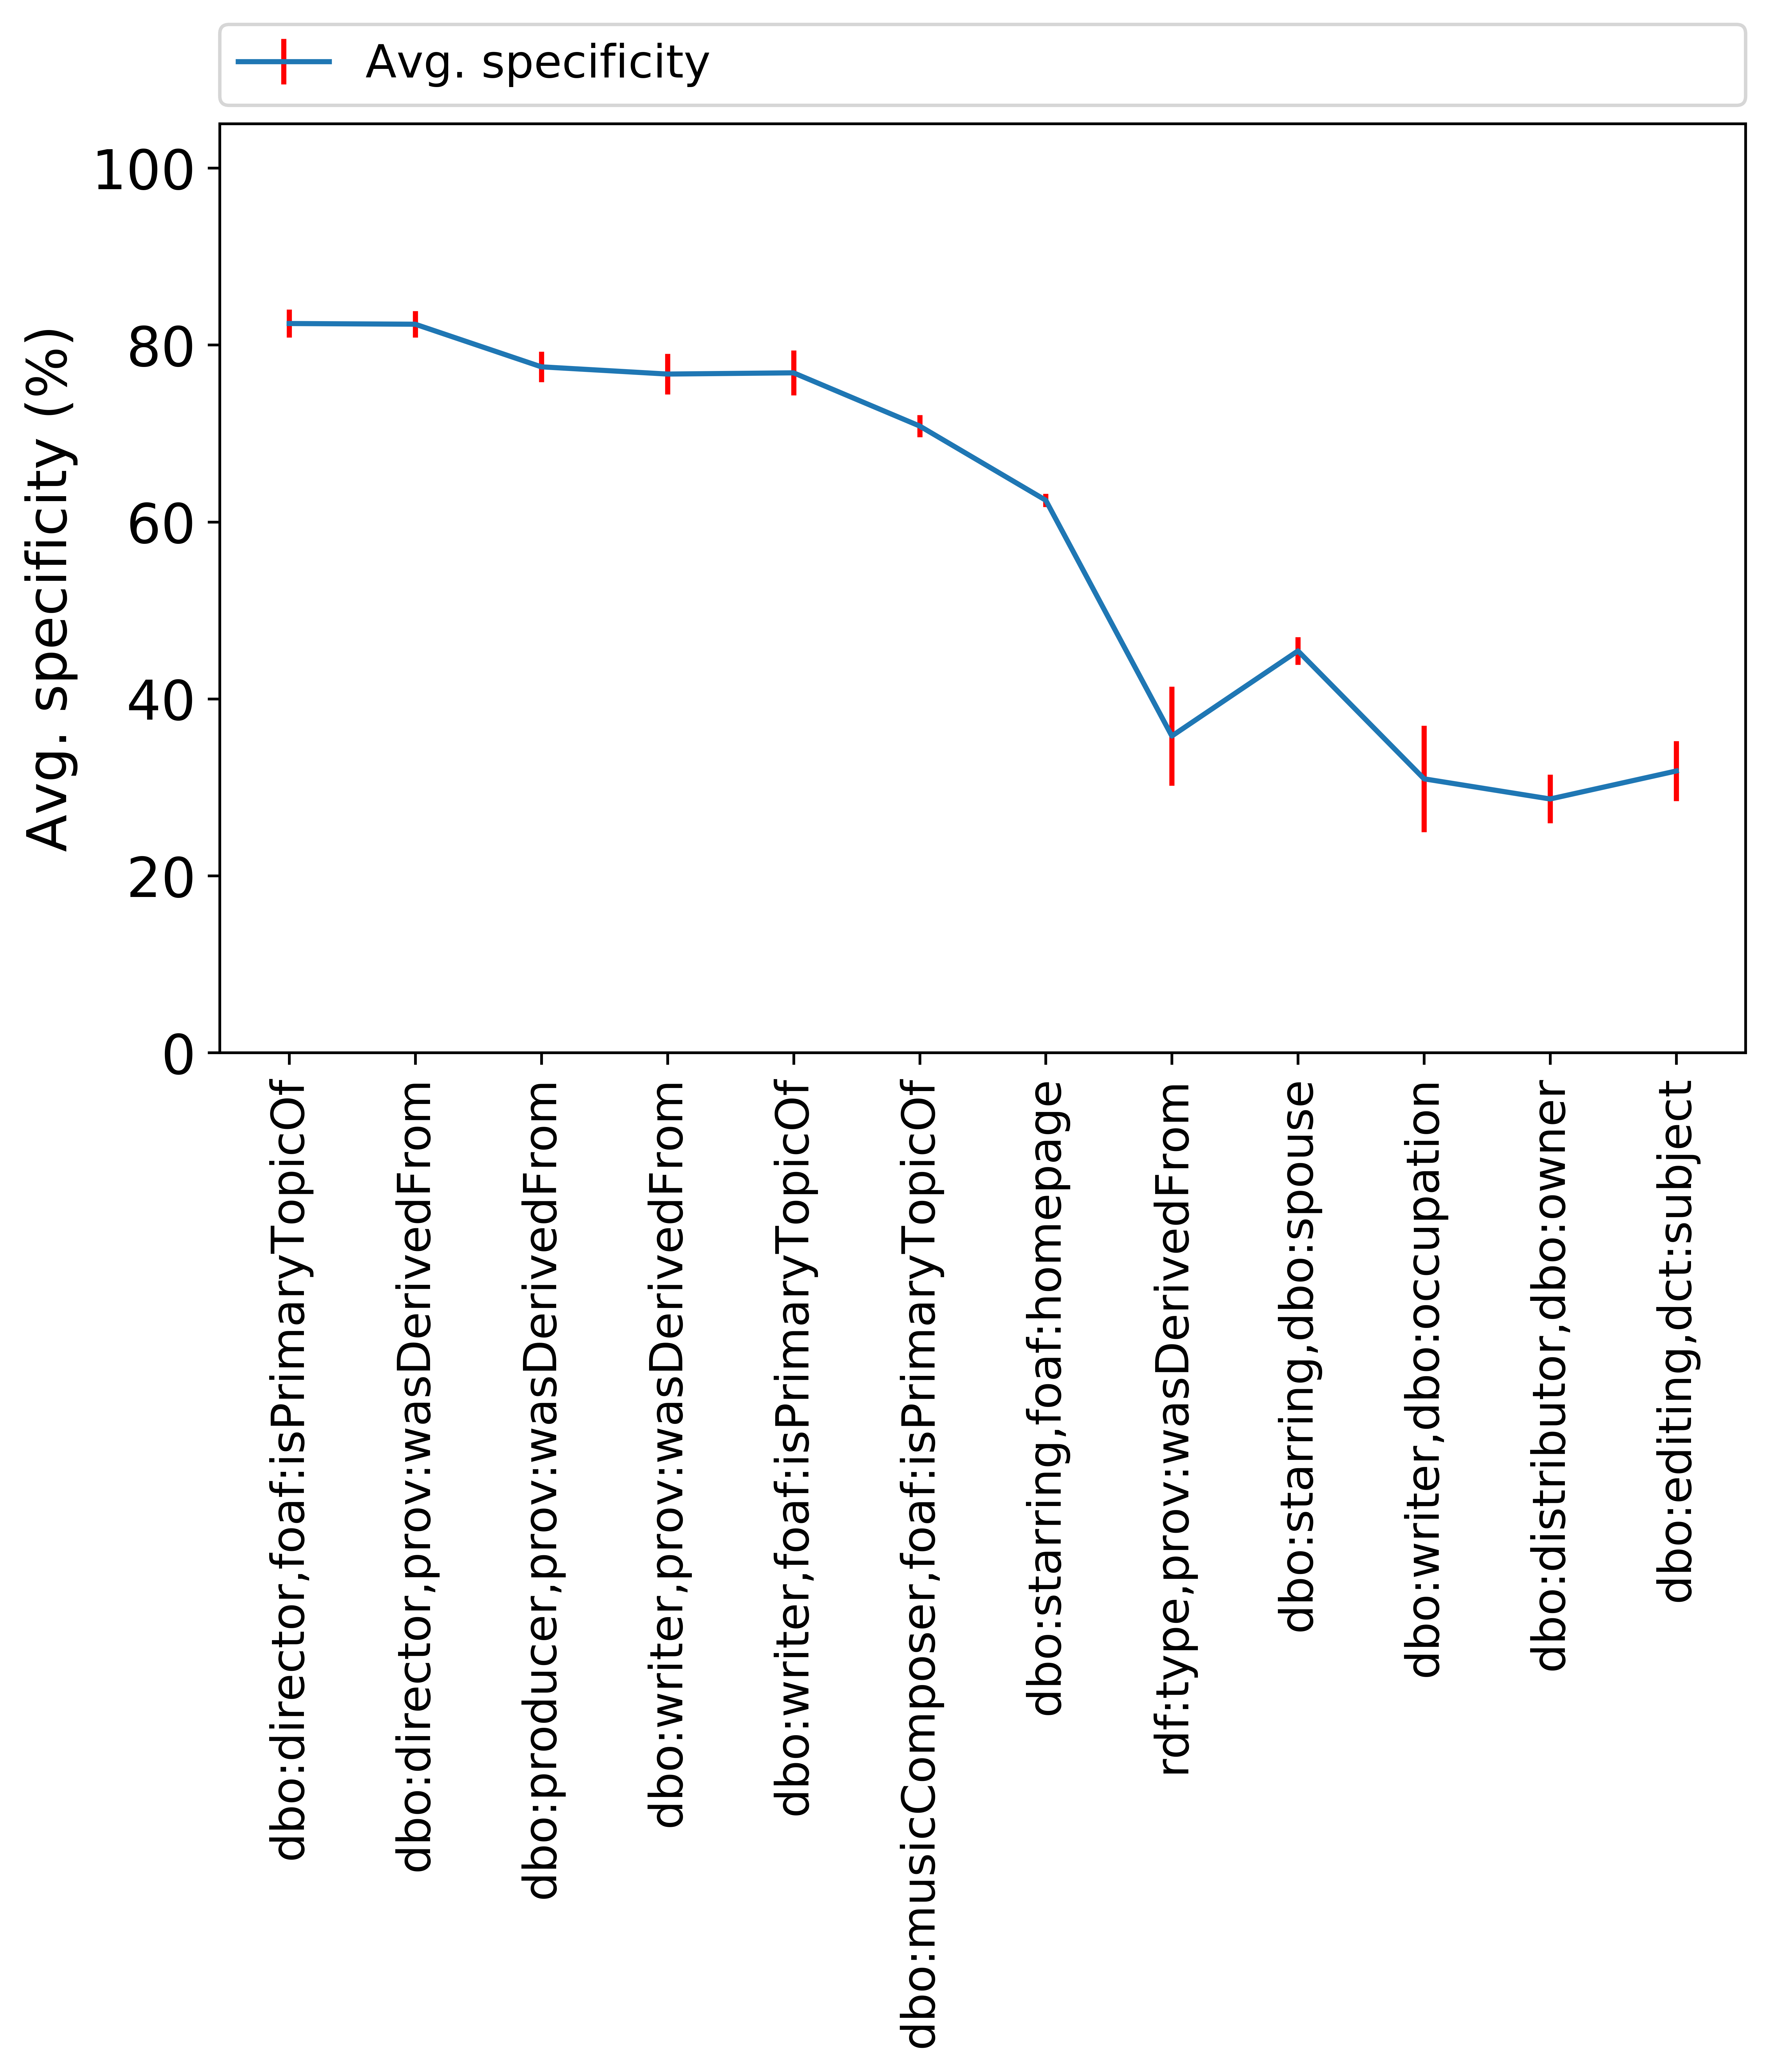 Avg. specificity
Avg. specificity (%)
100
80
60
40
20
0
dbo:director,foaf:isPrimaryTopicOf
dbo:director,prov:wasDerivedFrom
dbo:producer,prov:wasDerivedFrom
dbo:writer,prov:wasDerivedFrom
dbo:writer,foaf:isPrimaryTopicOf
dbo:musicComposer,foaf:isPrimaryTopicOf
dbo:starring,foaf:homepage
rdf:type,prov:wasDerivedFrom
dbo:starring,dbo:spouse
dbo:writer,dbo:occupation
dbo:distributor,dbo:owner
dbo:editing,dct:subject